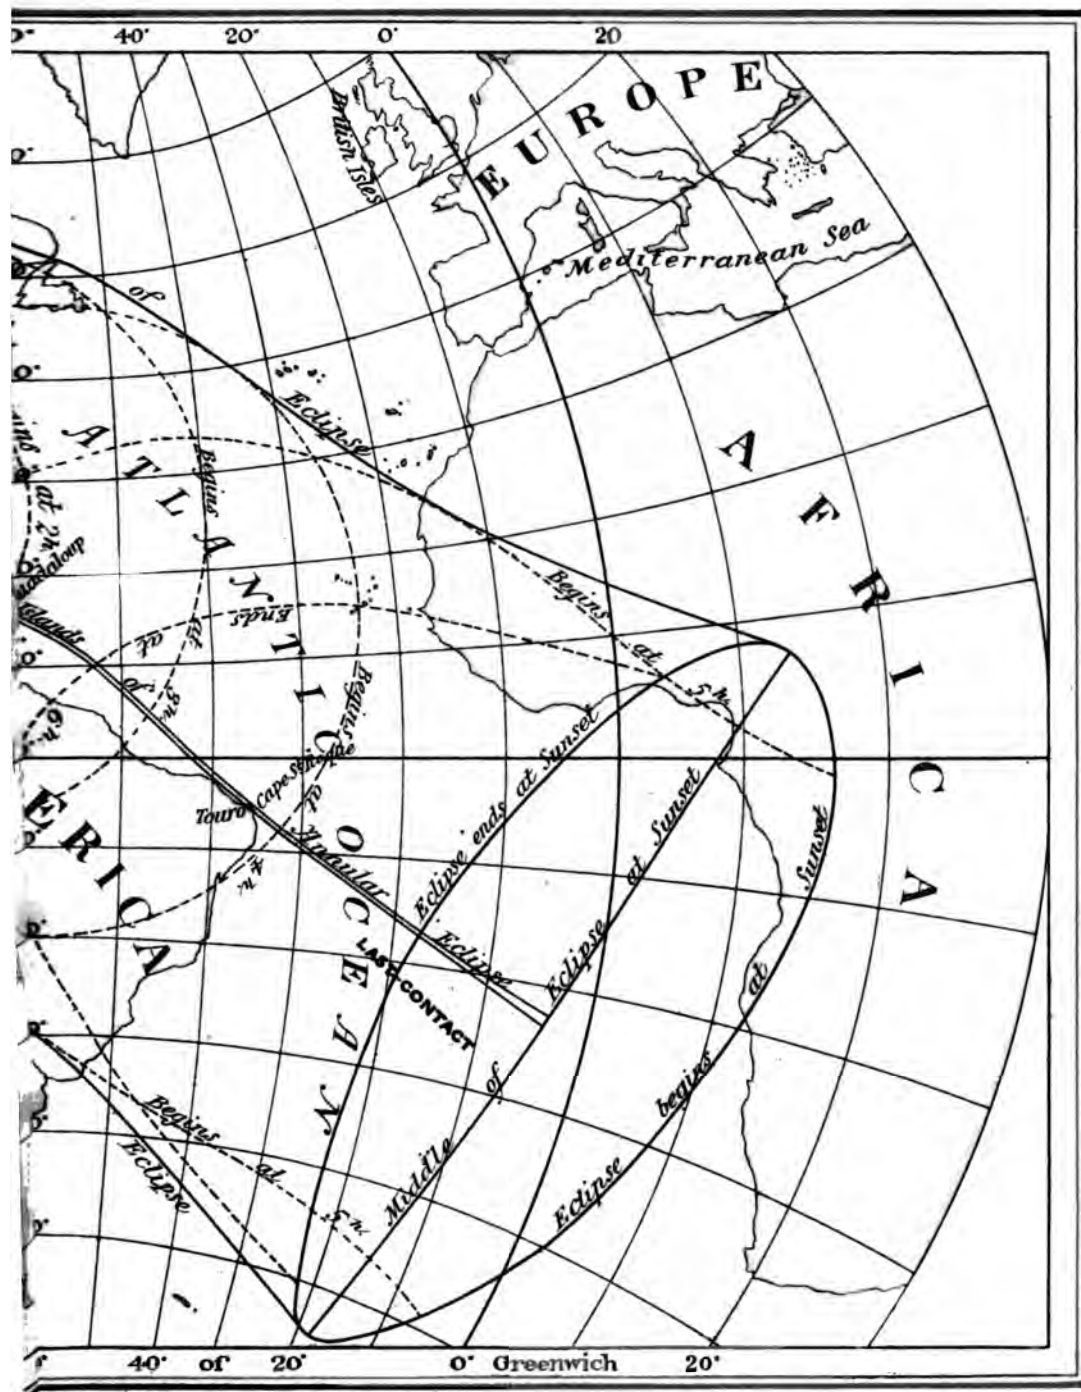 40° 20° 0° 20
British Isles
EUROPE
Mediterranean Sea
of Eclipse
ATLANTIC OCEAN
AFRICA
Begins at 3h.
at 2h.
Islands
of
Ends at 6h.
Begins at 4h.
Begins at 5h.
Touro
Cape St. Roque
ERICA
Annular Eclipse
LAST CONTACT
Eclipse ends at Sunset
Middle of Eclipse at Sunset
Eclipse begins at Sunset
Begins at 5h.
Eclipse
40° of 20° 0° Greenwich 20°